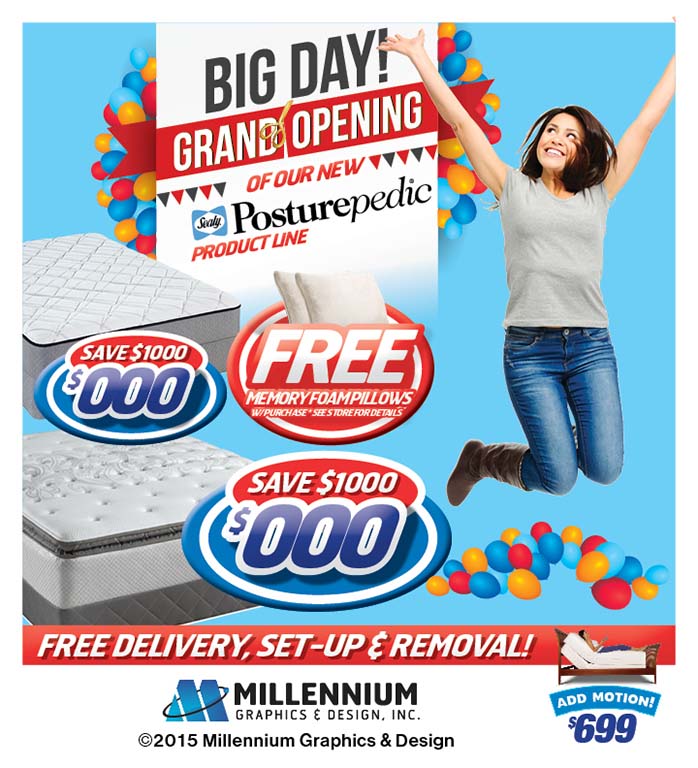 BIG DAY!
GRAND OPENING
OF OUR NEW
Sealy Posturepedic
PRODUCT LINE
SAVE $1000
$000
FREE
MEMORY FOAM PILLOWS
W/ PURCHASE * SEE STORE FOR DETAILS
SAVE $1000
$000
FREE DELIVERY, SET-UP & REMOVAL!
ADD MOTION!
$699
MILLENNIUM
GRAPHICS & DESIGN, INC.
©2015 Millennium Graphics & Design